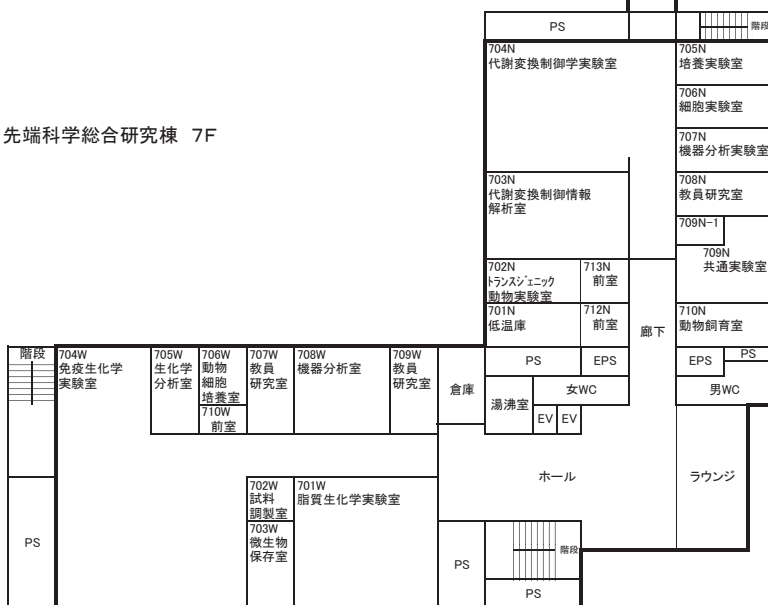 PS
階段
704N
代謝変換制御学実験室
705N
培養実験室
706N
細胞実験室
先端科学総合研究棟 7F
707N
機器分析実験室
703N
代謝変換制御情報
解析室
708N
教員研究室
709N-1
709N
共通実験室
702N
トランスジェニック
動物実験室
713N
前室
701N
低温庫
712N
前室
廊下
710N
動物飼育室
階段
704W
免疫生化学
実験室
705W
生化学
分析室
706W
動物
細胞
培養室
707W
教員
研究室
708W
機器分析室
709W
教員
研究室
710W
前室
倉庫
PS
EPS
EPS
PS
湯沸室
女WC
男WC
EV
EV
ホール
ラウンジ
702W
試料
調製室
701W
脂質生化学実験室
703W
微生物
保存室
PS
PS
階段
PS